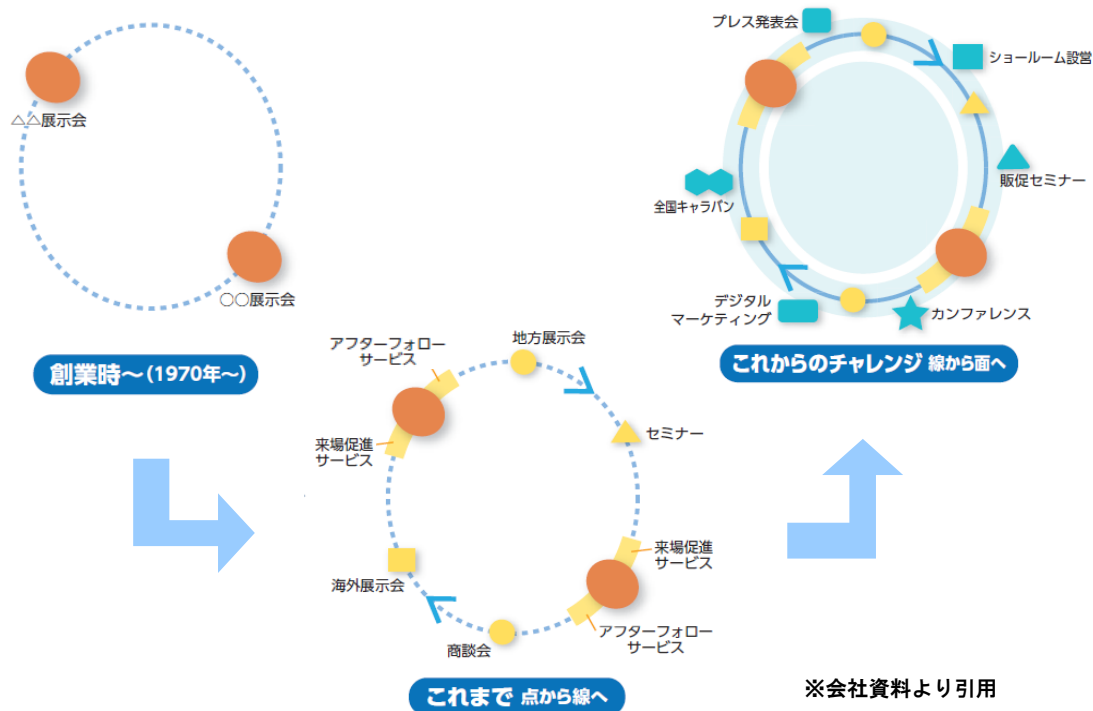 △△展示会
○○展示会
創業時～(1970年～)
アフターフォロー
サービス
地方展示会
来場促進
サービス
セミナー
海外展示会
来場促進
サービス
商談会
アフターフォロー
サービス
これまで 点から線へ
プレス発表会
ショールーム設営
販促セミナー
全国キャラバン
デジタル
マーケティング
カンファレンス
これからのチャレンジ 線から面へ
※会社資料より引用